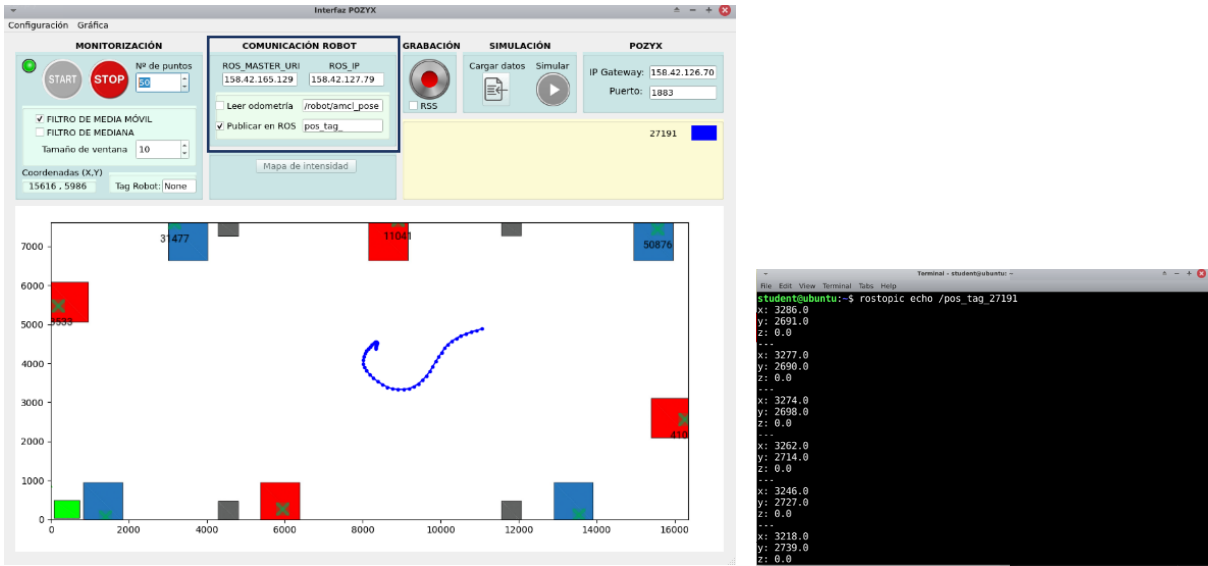 Interfaz POZYX
Configuración Gráfica
MONITORIZACIÓN
START
STOP
Nº de puntos
50
FILTRO DE MEDIA MÓVIL
FILTRO DE MEDIANA
Tamaño de ventana 10
Coordenadas (X,Y)
15616 , 5986
Tag Robot: None
COMUNICACIÓN ROBOT
ROS_MASTER_URI ROS_IP
158.42.165.129 158.42.127.79
Leer odometría /robot/amcl_pose
Publicar en ROS pos_tag_
Mapa de intensidad
GRABACIÓN
RSS
SIMULACIÓN
Cargar datos Simular
POZYX
IP Gateway: 158.42.126.70
Puerto: 1883
27191
31477
11041
50876
3533
410
7000
6000
5000
4000
3000
2000
1000
0
0 2000 4000 6000 8000 10000 12000 14000 16000
Terminal - student@ubuntu: ~
File Edit View Terminal Tabs Help
student@ubuntu:~$ rostopic echo /pos_tag_27191
x: 3286.0
y: 2691.0
z: 0.0
---
x: 3277.0
y: 2690.0
z: 0.0
---
x: 3274.0
y: 2698.0
z: 0.0
---
x: 3262.0
y: 2714.0
z: 0.0
---
x: 3246.0
y: 2727.0
z: 0.0
---
x: 3218.0
y: 2739.0
z: 0.0